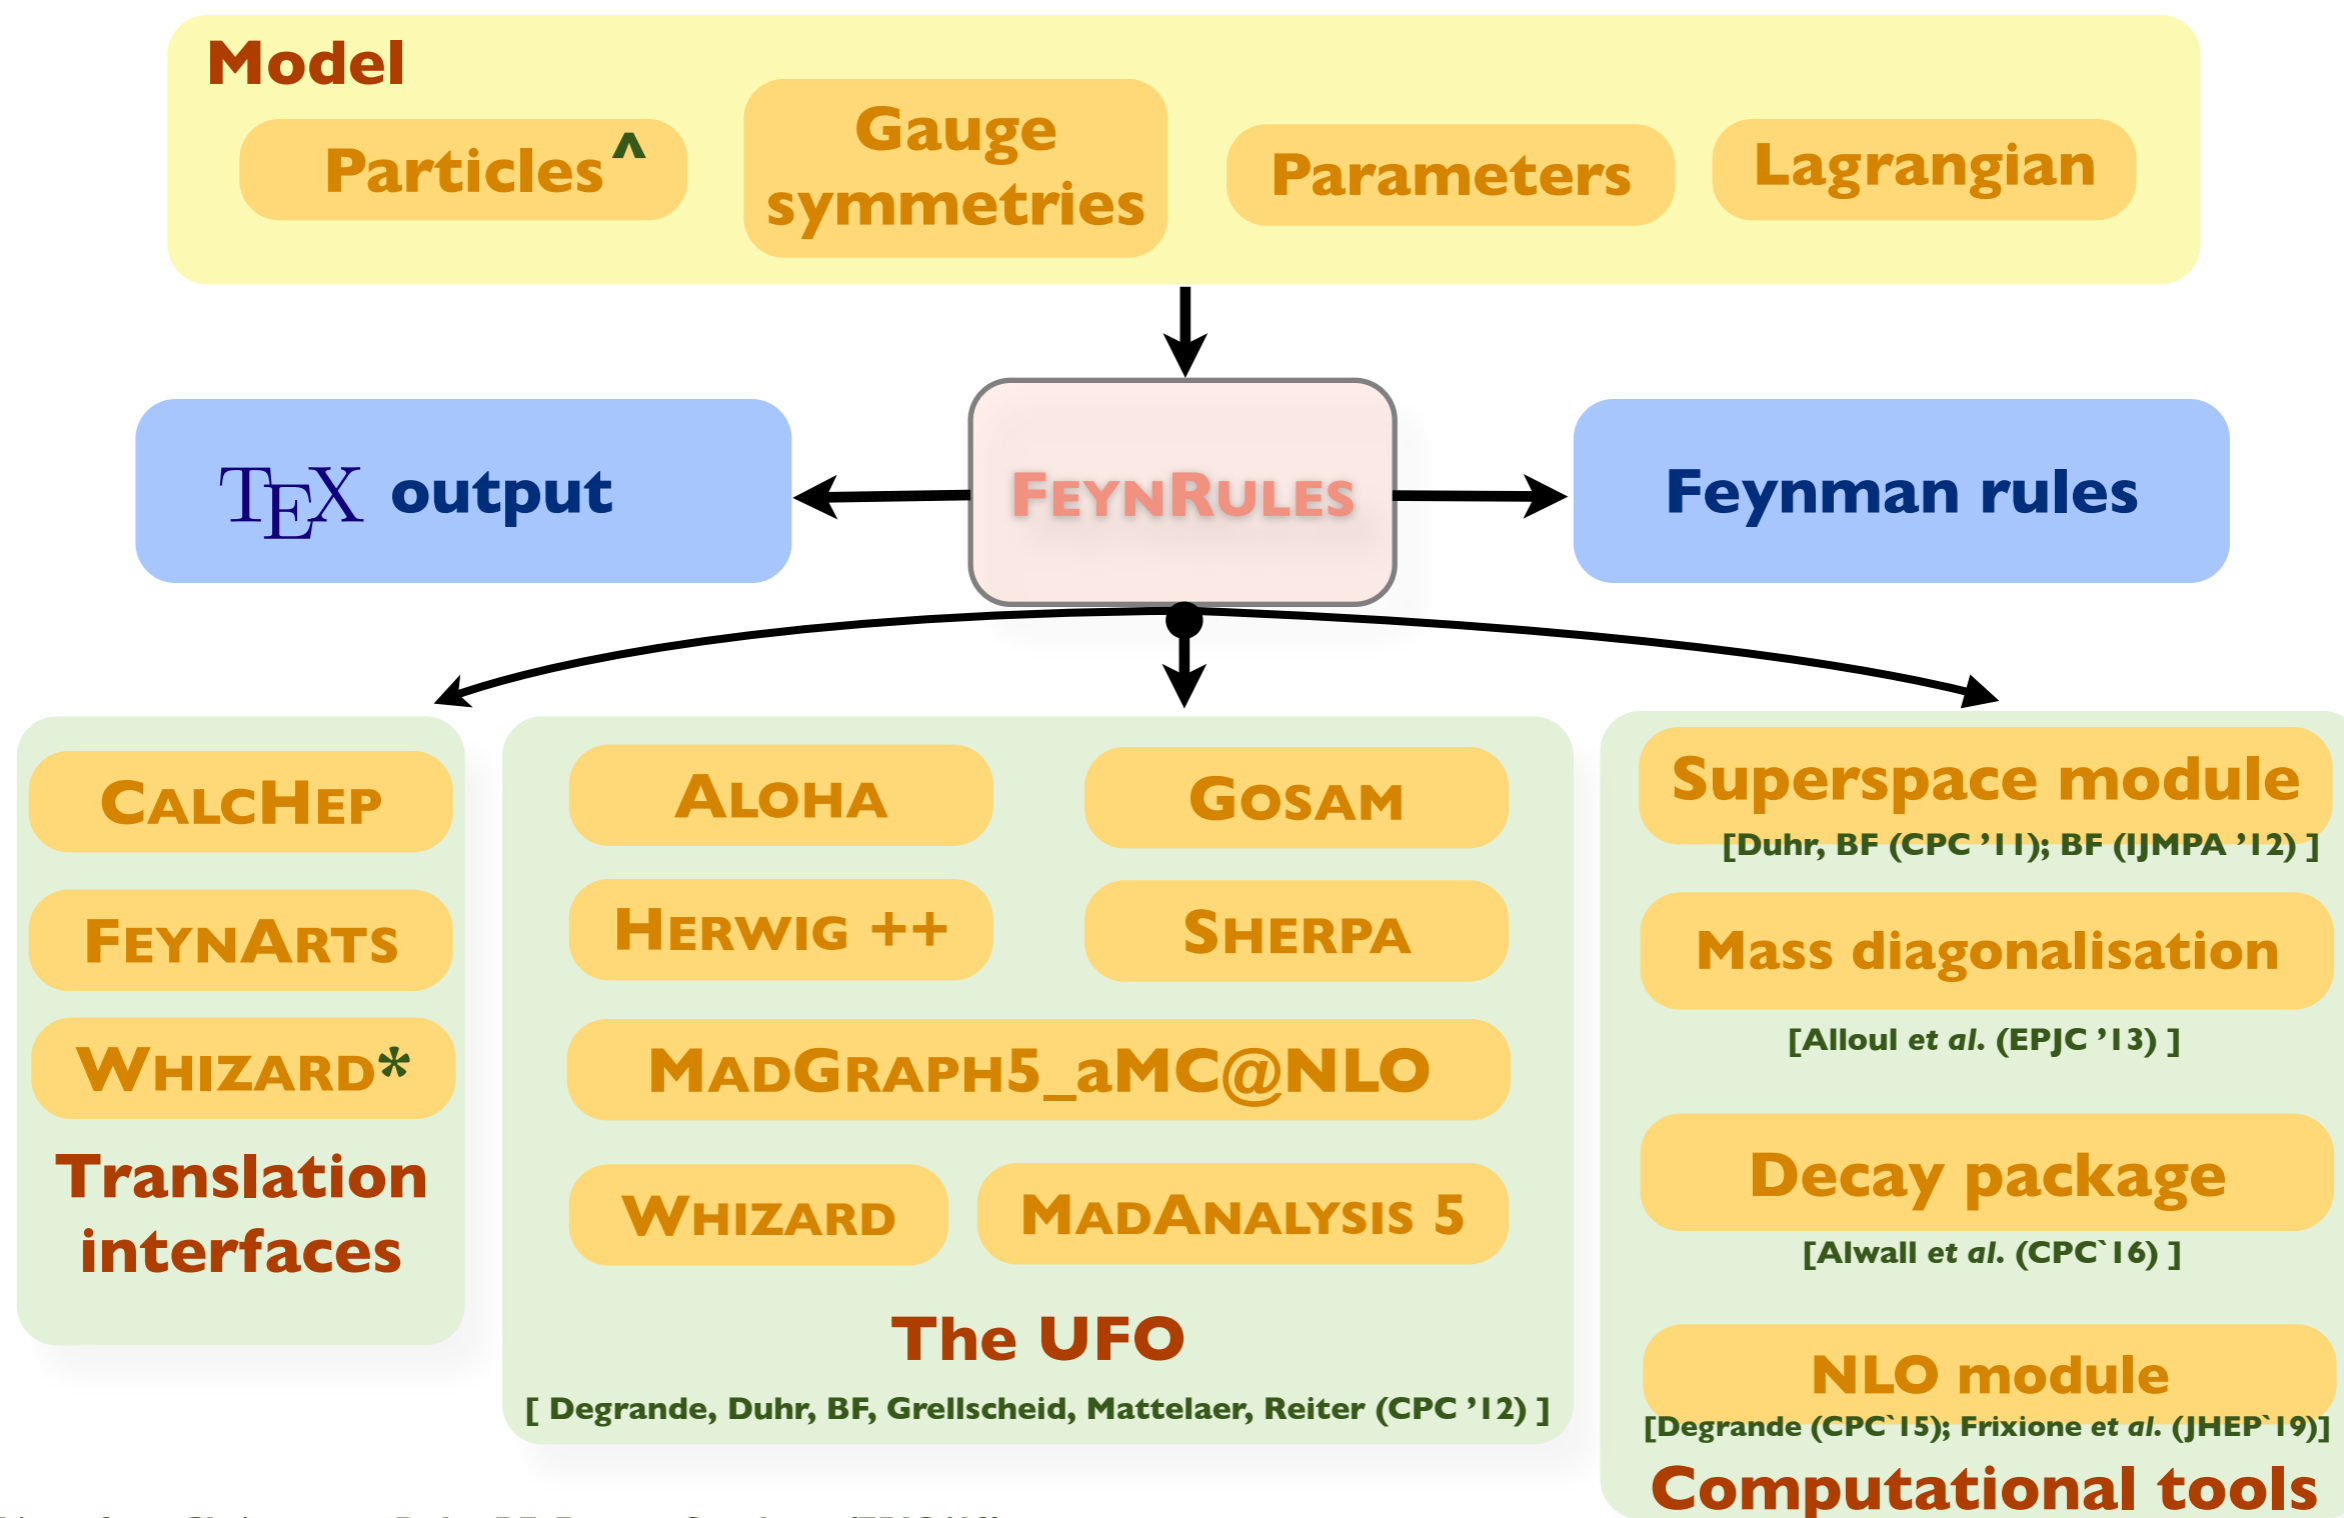 Model
Particles^
Gauge
symmetries
Parameters
Lagrangian
TEX output
FEYNRULES
Feynman rules
CALCHEP
FEYNARTS
WHIZARD*
Translation
interfaces
ALOHA
GOSAM
HERWIG ++
SHERPA
MADGRAPH5_aMC@NLO
WHIZARD
MADANALYSIS 5
The UFO
[ Degrande, Duhr, BF, Grellscheid, Mattelaer, Reiter (CPC ’12) ]
Superspace module
[Duhr, BF (CPC ’11); BF (IJMPA ’12) ]
Mass diagonalisation
[Alloul et al. (EPJC ’13) ]
Decay package
[Alwall et al. (CPC`16) ]
NLO module
[Degrande (CPC`15); Frixione et al. (JHEP`19)]
Computational tools